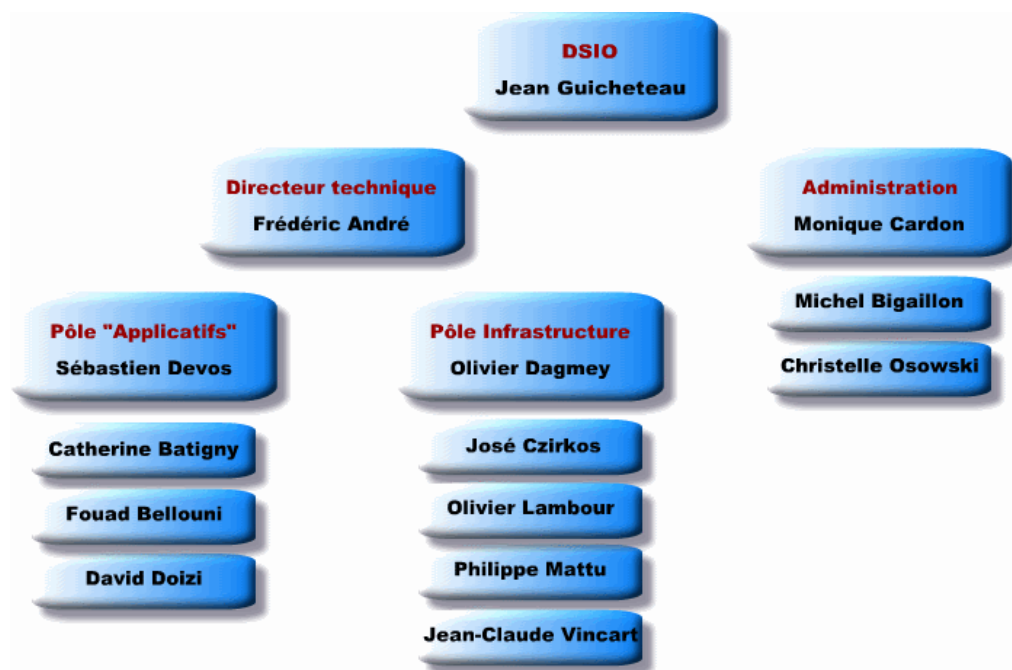 DSIO
Jean Guicheteau
Directeur technique
Frédéric André
Administration
Monique Cardon
Michel Bigaillon
Christelle Osowski
Pôle "Applicatifs"
Sébastien Devos
Catherine Batigny
Fouad Bellouni
David Doizi
Pôle Infrastructure
Olivier Dagmey
José Czirkos
Olivier Lambour
Philippe Mattu
Jean-Claude Vincart